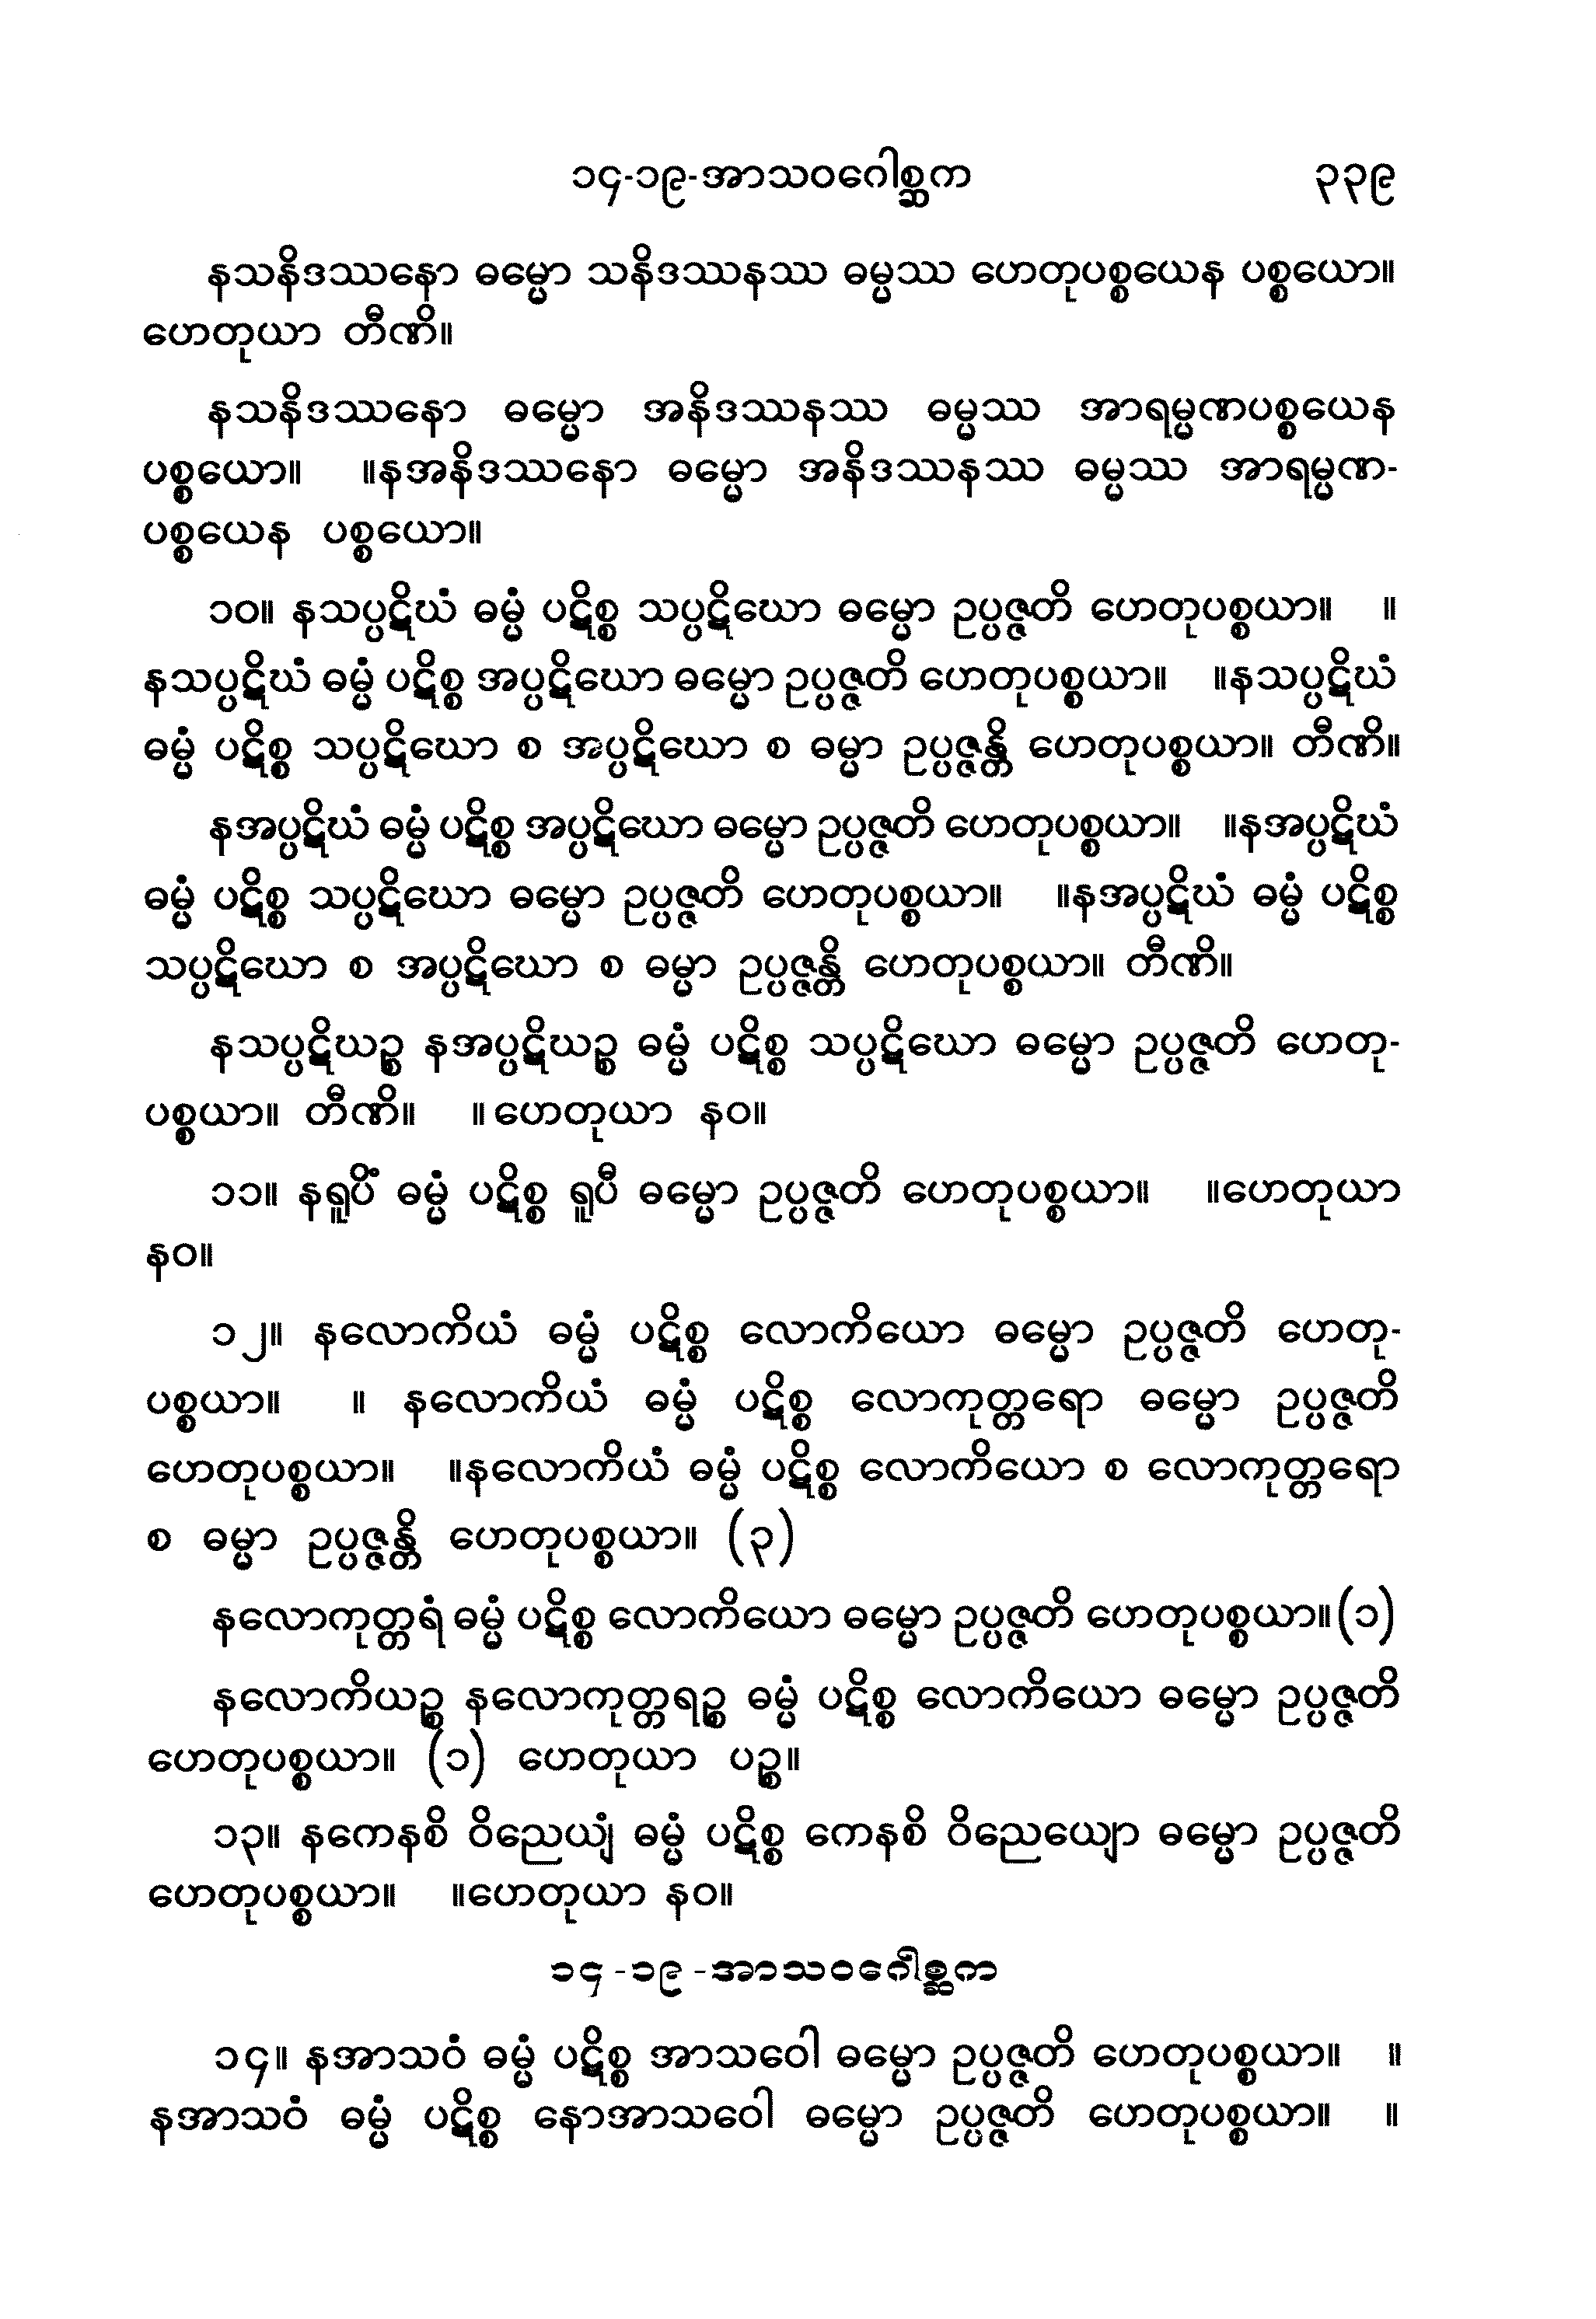 ၁၄-၁၉-အာသဝဂေါစ္ဆက ၃၃၉
နသနိဒဿနော ဓမ္မော သနိဒဿနဿ ဓမ္မဿ ဟေတုပစ္စယေန ပစ္စယော။
ဟေတုယာ တီဏိ။
နသနိဒဿနော ဓမ္မော အနိဒဿနဿ ဓမ္မဿ အာရမ္မဏပစ္စယေန
ပစ္စယော။ ။နအနိဒဿနော ဓမ္မော အနိဒဿနဿ ဓမ္မဿ အာရမ္မဏ-
ပစ္စယေန ပစ္စယော။
၁၀။ နသပ္ပဋိဃံ ဓမ္မံ ပဋိစ္စ သပ္ပဋိဃော ဓမ္မော ဥပ္ပဇ္ဇတိ ဟေတုပစ္စယာ။ ။
နသပ္ပဋိဃံ ဓမ္မံ ပဋိစ္စ အပ္ပဋိဃော ဓမ္မော ဥပ္ပဇ္ဇတိ ဟေတုပစ္စယာ။ ။နသပ္ပဋိဃံ
ဓမ္မံ ပဋိစ္စ သပ္ပဋိဃော စ အပ္ပဋိဃော စ ဓမ္မာ ဥပ္ပဇ္ဇန္တိ ဟေတုပစ္စယာ။ တီဏိ။
နအပ္ပဋိဃံ ဓမ္မံ ပဋိစ္စ အပ္ပဋိဃော ဓမ္မော ဥပ္ပဇ္ဇတိ ဟေတုပစ္စယာ။ ။နအပ္ပဋိဃံ
ဓမ္မံ ပဋိစ္စ သပ္ပဋိဃော ဓမ္မော ဥပ္ပဇ္ဇတိ ဟေတုပစ္စယာ။ ။နအပ္ပဋိဃံ ဓမ္မံ ပဋိစ္စ
သပ္ပဋိဃော စ အပ္ပဋိဃော စ ဓမ္မာ ဥပ္ပဇ္ဇန္တိ ဟေတုပစ္စယာ။ တီဏိ။
နသပ္ပဋိဃဉ္စ နအပ္ပဋိဃဉ္စ ဓမ္မံ ပဋိစ္စ သပ္ပဋိဃော ဓမ္မော ဥပ္ပဇ္ဇတိ ဟေတု-
ပစ္စယာ။ တီဏိ။ ။ ဟေတုယာ နဝ။
၁၁။ နရူပိံ ဓမ္မံ ပဋိစ္စ ရူပီ ဓမ္မော ဥပ္ပဇ္ဇတိ ဟေတုပစ္စယာ။ ။ဟေတုယာ
နဝ။
၁၂။ နလောကိယံ ဓမ္မံ ပဋိစ္စ လောကိယော ဓမ္မော ဥပ္ပဇ္ဇတိ ဟေတု-
ပစ္စယာ။ ။ နလောကိယံ ဓမ္မံ ပဋိစ္စ လောကုတ္တရော ဓမ္မော ဥပ္ပဇ္ဇတိ
ဟေတုပစ္စယာ။ ။နလောကိယံ ဓမ္မံ ပဋိစ္စ လောကိယော စ လောကုတ္တရော
စ ဓမ္မာ ဥပ္ပဇ္ဇန္တိ ဟေတုပစ္စယာ။ (၃)
နလောကုတ္တရံ ဓမ္မံ ပဋိစ္စ လောကိယော ဓမ္မော ဥပ္ပဇ္ဇတိ ဟေတုပစ္စယာ။(၁)
နလောကိယဉ္စ နလောကုတ္တရဉ္စ ဓမ္မံ ပဋိစ္စ လောကိယော ဓမ္မော ဥပ္ပဇ္ဇတိ
ဟေတုပစ္စယာ။ (၁) ဟေတုယာ ပဉ္စ။
၁၃။ နကေနစိ ဝိညေယျံ ဓမ္မံ ပဋိစ္စ ကေနစိ ဝိညေယျော ဓမ္မော ဥပ္ပဇ္ဇတိ
ဟေတုပစ္စယာ။ ။ဟေတုယာ နဝ။
၁၄-၁၉-အာသဝဂေါစ္ဆက
၁၄။ နအာသဝံ ဓမ္မံ ပဋိစ္စ အာသဝေါ ဓမ္မော ဥပ္ပဇ္ဇတိ ဟေတုပစ္စယာ။ ။
နအာသဝံ ဓမ္မံ ပဋိစ္စ နောအာသဝေါ ဓမ္မော ဥပ္ပဇ္ဇတိ ဟေတုပစ္စယာ။ ။